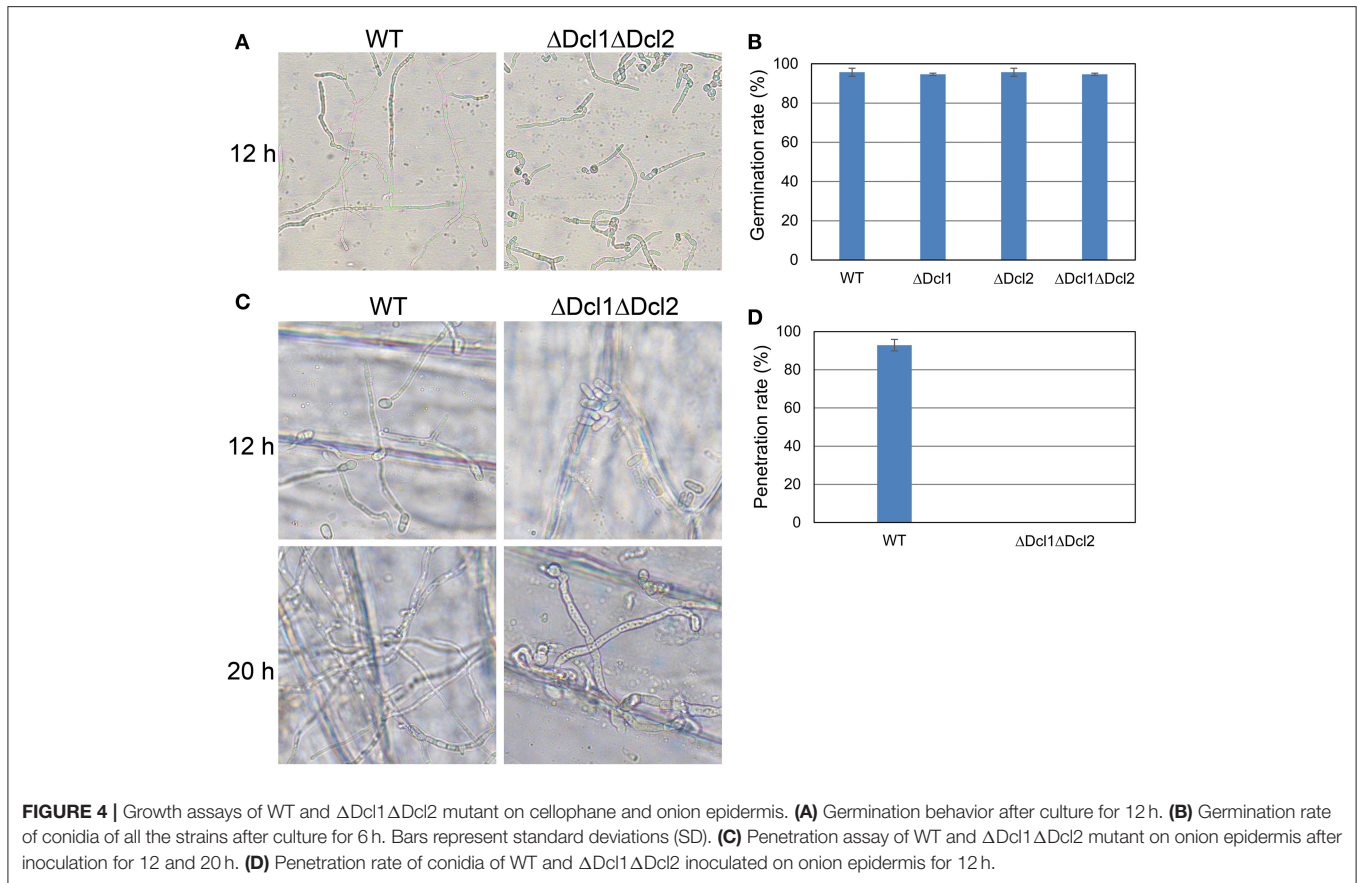 A
WT
ΔDcl1ΔDcl2
12 h
B
Germination rate (%)
100
80
60
40
20
0
WT
ΔDcl1
ΔDcl2
ΔDcl1ΔDcl2
C
WT
ΔDcl1ΔDcl2
12 h
20 h
D
Penetration rate (%)
100
80
60
40
20
0
WT
ΔDcl1ΔDcl2
FIGURE 4 | Growth assays of WT and ΔDcl1ΔDcl2 mutant on cellophane and onion epidermis. (A) Germination behavior after culture for 12 h. (B) Germination rate
of conidia of all the strains after culture for 6 h. Bars represent standard deviations (SD). (C) Penetration assay of WT and ΔDcl1ΔDcl2 mutant on onion epidermis after
inoculation for 12 and 20 h. (D) Penetration rate of conidia of WT and ΔDcl1ΔDcl2 inoculated on onion epidermis for 12 h.